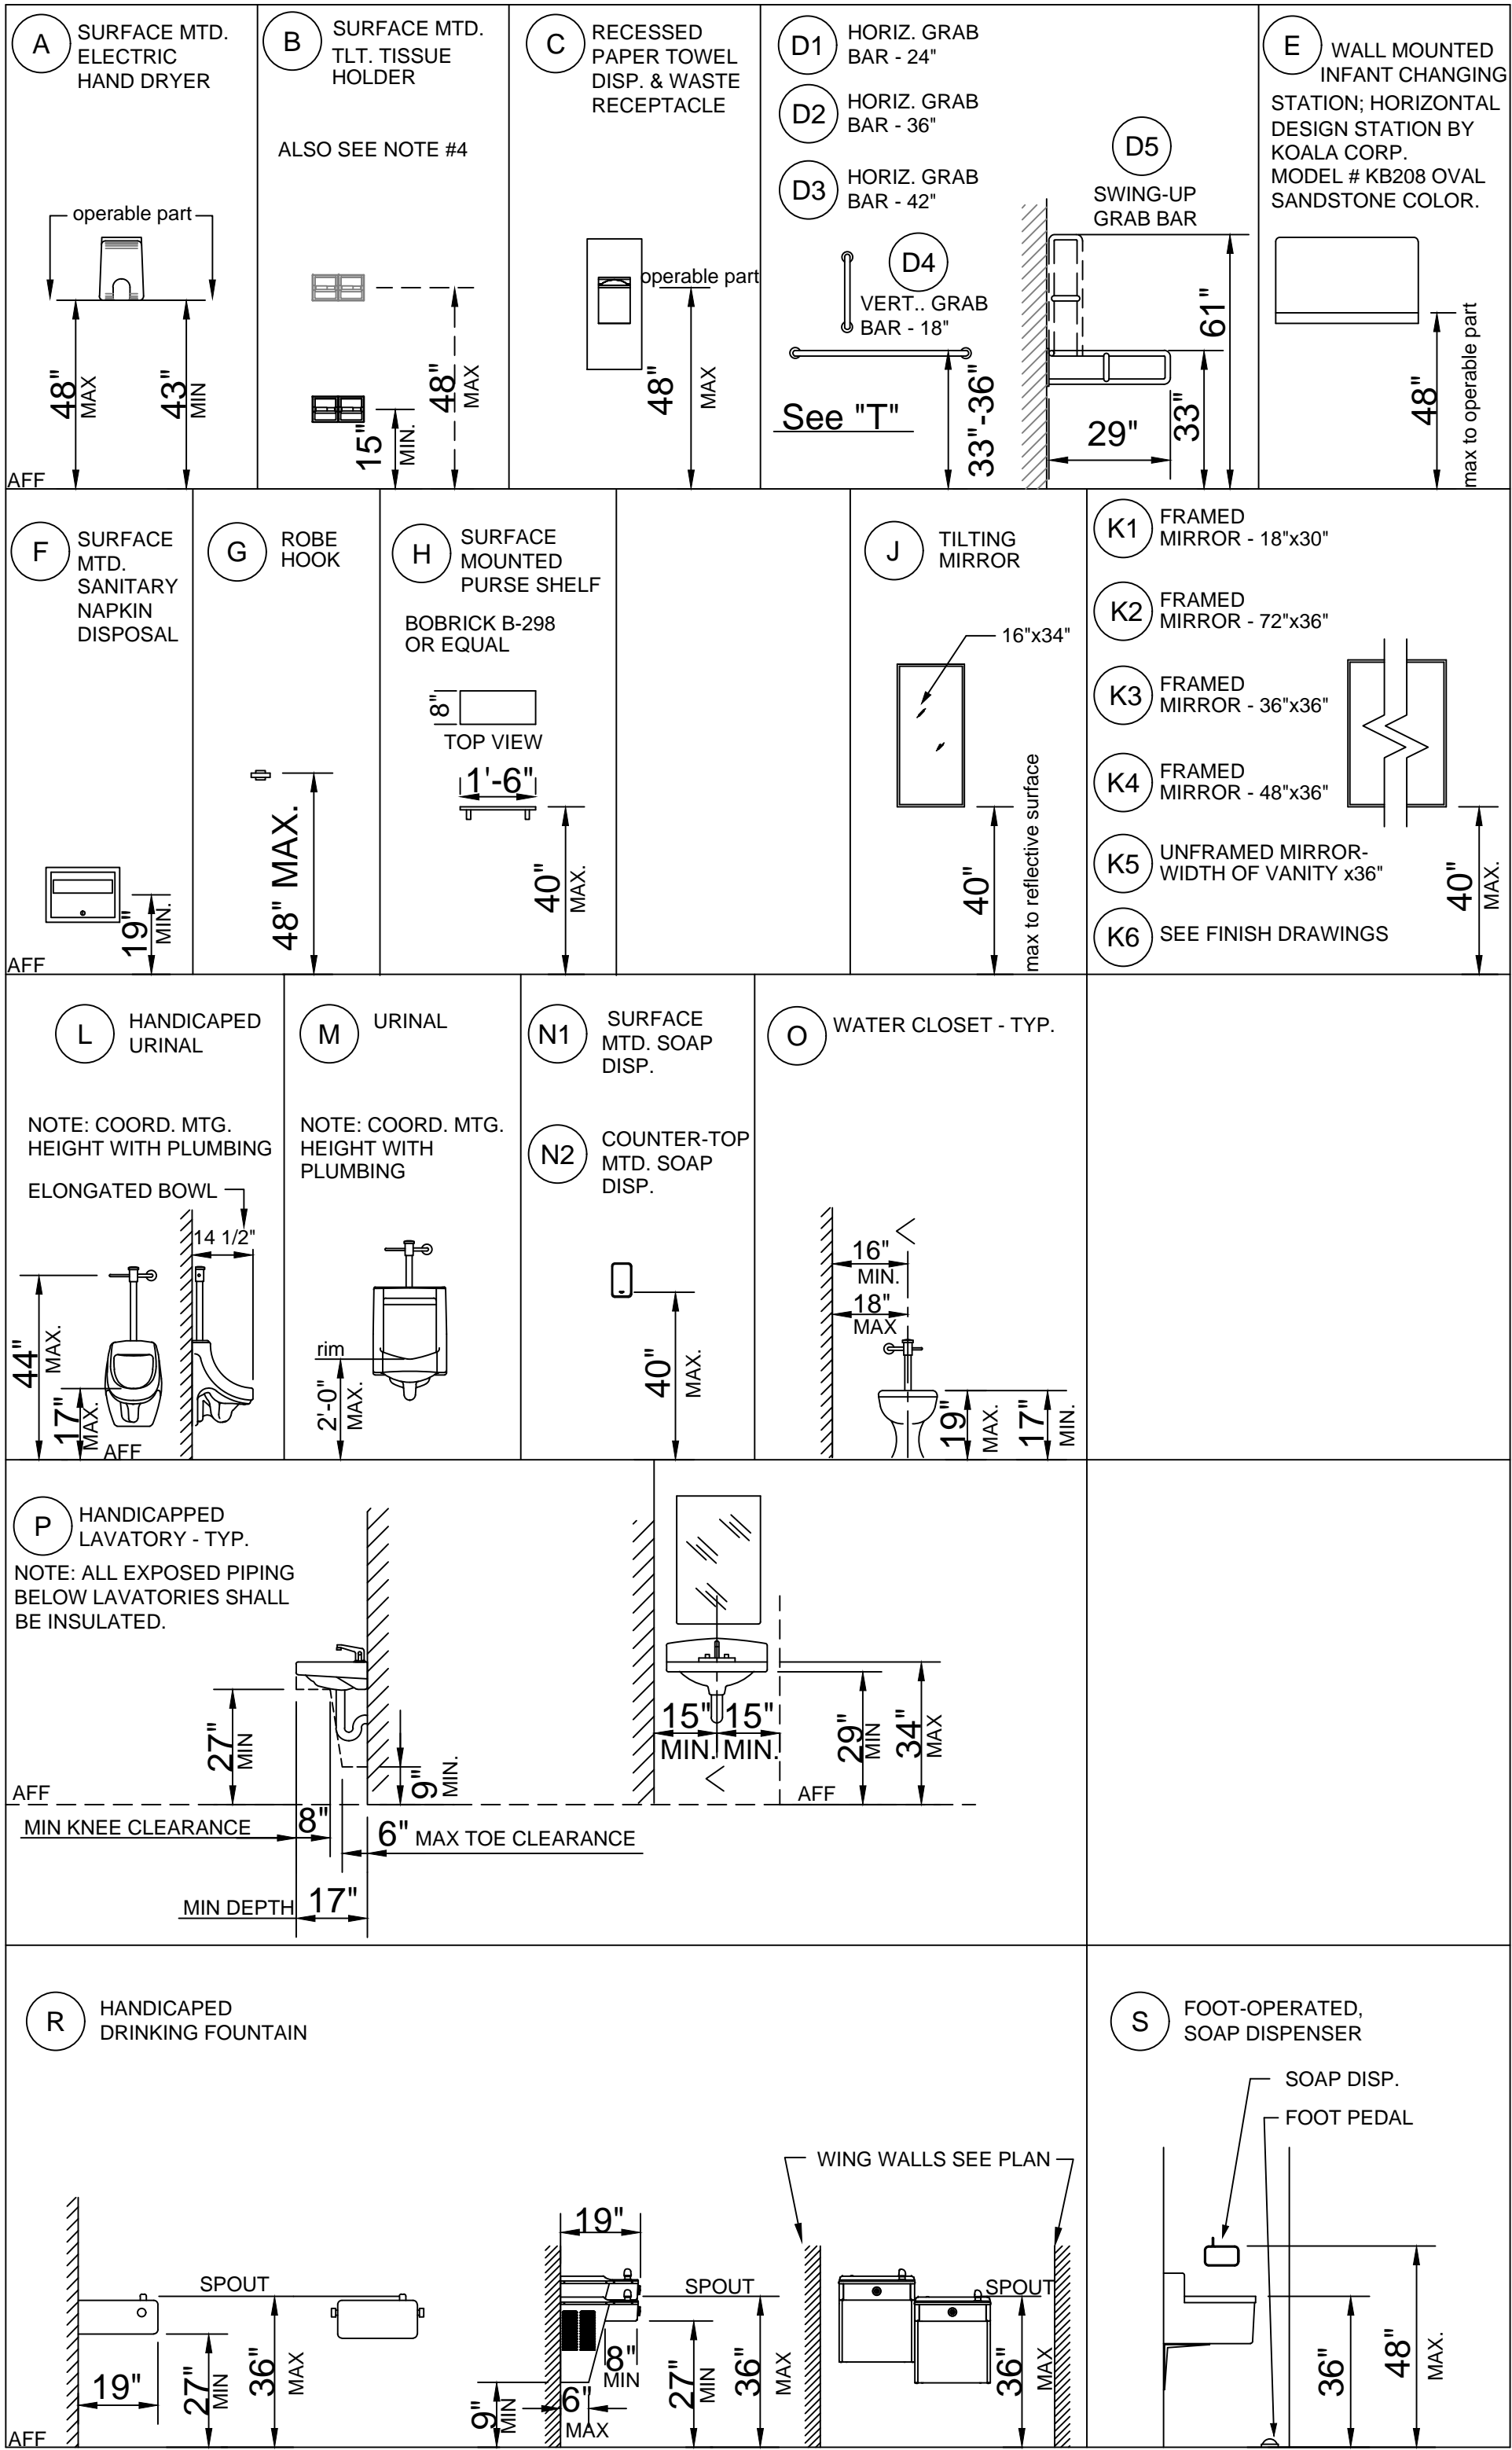 A
SURFACE MTD.
ELECTRIC
HAND DRYER
operable part
48"
MAX
43"
MIN
AFF
B
SURFACE MTD.
TLT. TISSUE
HOLDER
ALSO SEE NOTE #4
48"
MAX
15"
MIN.
C
RECESSED
PAPER TOWEL
DISP. & WASTE
RECEPTACLE
operable part
48"
MAX
D1
HORIZ. GRAB
BAR - 24"
D2
HORIZ. GRAB
BAR - 36"
D3
HORIZ. GRAB
BAR - 42"
D4
VERT.. GRAB
BAR - 18"
See "T"
33"-36"
D5
SWING-UP
GRAB BAR
61"
33"
29"
E
WALL MOUNTED
INFANT CHANGING
STATION; HORIZONTAL
DESIGN STATION BY
KOALA CORP.
MODEL # KB208 OVAL
SANDSTONE COLOR.
48"
max to operable part
F
SURFACE
MTD.
SANITARY
NAPKIN
DISPOSAL
19"
MIN.
AFF
G
ROBE
HOOK
48" MAX.
H
SURFACE
MOUNTED
PURSE SHELF
BOBRICK B-298
OR EQUAL
8"
TOP VIEW
1'-6"
40"
MAX.
J
TILTING
MIRROR
16"x34"
40"
max to reflective surface
K1
FRAMED
MIRROR - 18"x30"
K2
FRAMED
MIRROR - 72"x36"
K3
FRAMED
MIRROR - 36"x36"
K4
FRAMED
MIRROR - 48"x36"
K5
UNFRAMED MIRROR-
WIDTH OF VANITY x36"
K6
SEE FINISH DRAWINGS
40"
MAX.
L
HANDICAPED
URINAL
NOTE: COORD. MTG.
HEIGHT WITH PLUMBING
ELONGATED BOWL
14 1/2"
44"
MAX.
17"
MAX.
AFF
M
URINAL
NOTE: COORD. MTG.
HEIGHT WITH
PLUMBING
rim
2'-0"
MAX.
N1
SURFACE
MTD. SOAP
DISP.
N2
COUNTER-TOP
MTD. SOAP
DISP.
40"
MAX.
O
WATER CLOSET - TYP.
16"
MIN.
18"
MAX
19"
MAX.
17"
MIN.
P
HANDICAPPED
LAVATORY - TYP.
NOTE: ALL EXPOSED PIPING
BELOW LAVATORIES SHALL
BE INSULATED.
27"
MIN
9"
MIN.
AFF
MIN KNEE CLEARANCE
8"
6" MAX TOE CLEARANCE
MIN DEPTH
17"
15" 15"
MIN. MIN.
29"
MIN
34"
MAX
AFF
R
HANDICAPED
DRINKING FOUNTAIN
SPOUT
19"
27"
MIN
36"
MAX
AFF
19"
SPOUT
8"
MIN
6"
MAX
9"
MIN
27"
MIN
36"
MAX
WING WALLS SEE PLAN
SPOUT
36"
MAX
S
FOOT-OPERATED,
SOAP DISPENSER
SOAP DISP.
FOOT PEDAL
36"
48"
MAX.